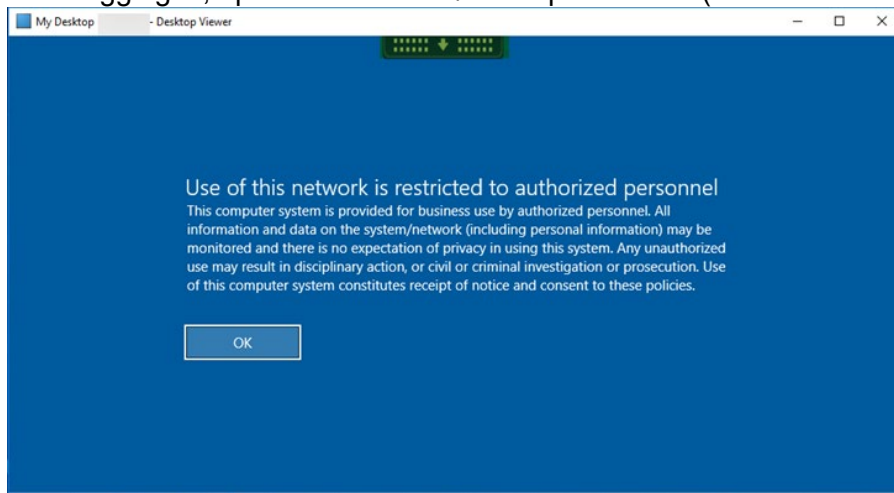 My Desktop - Desktop Viewer
Use of this network is restricted to authorized personnel
This computer system is provided for business use by authorized personnel. All
information and data on the system/network (including personal information) may be
monitored and there is no expectation of privacy in using this system. Any unauthorized
use may result in disciplinary action, or civil or criminal investigation or prosecution. Use
of this computer system constitutes receipt of notice and consent to these policies.
OK